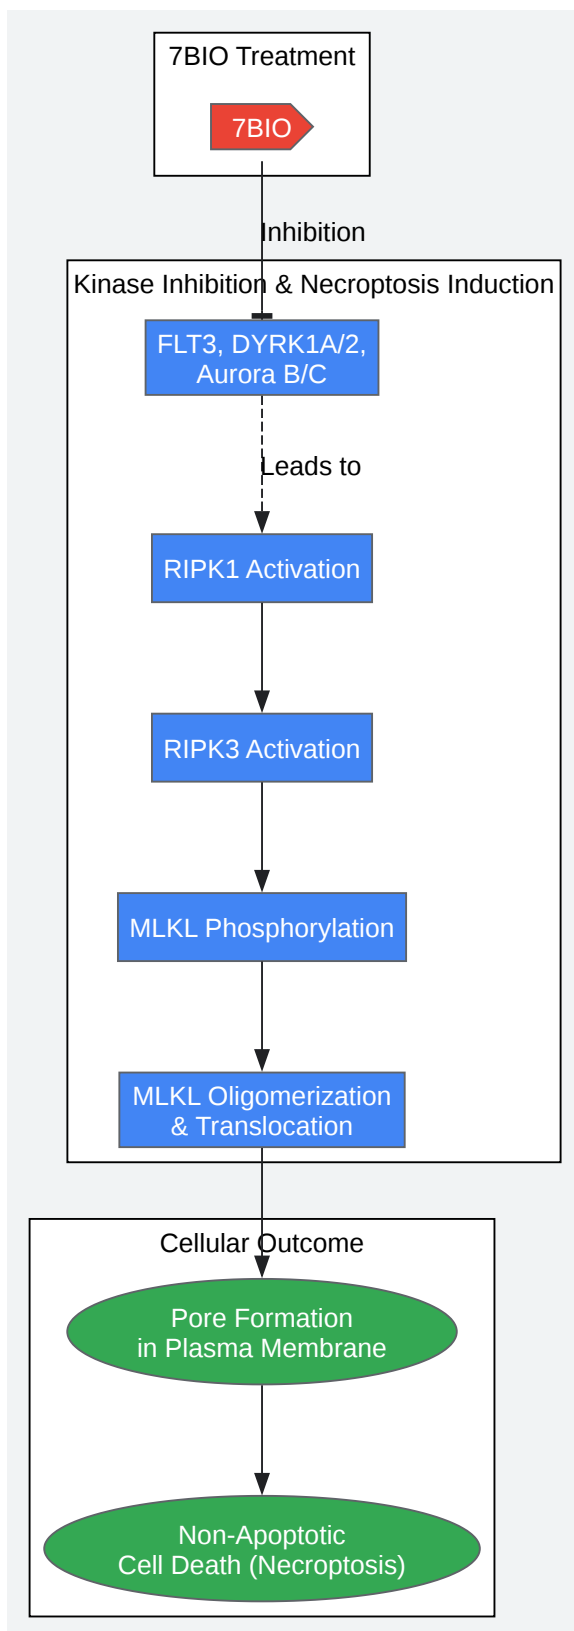 7BIO Treatment
7BIO
Inhibition
Kinase Inhibition & Necroptosis Induction
FLT3, DYRK1A/2,
Aurora B/C
Leads to
RIPK1 Activation
RIPK3 Activation
MLKL Phosphorylation
MLKL Oligomerization
& Translocation
Cellular Outcome
Pore Formation
in Plasma Membrane
Non-Apoptotic
Cell Death (Necroptosis)